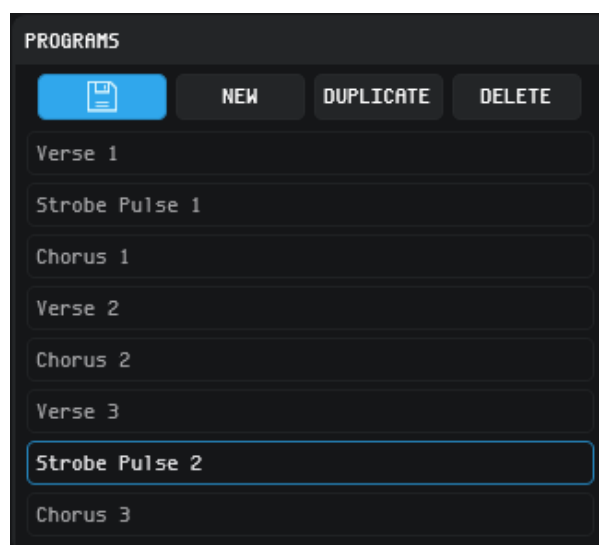 PROGRAMS
NEW DUPLICATE DELETE
Verse 1
Strobe Pulse 1
Chorus 1
Verse 2
Chorus 2
Verse 3
Strobe Pulse 2
Chorus 3